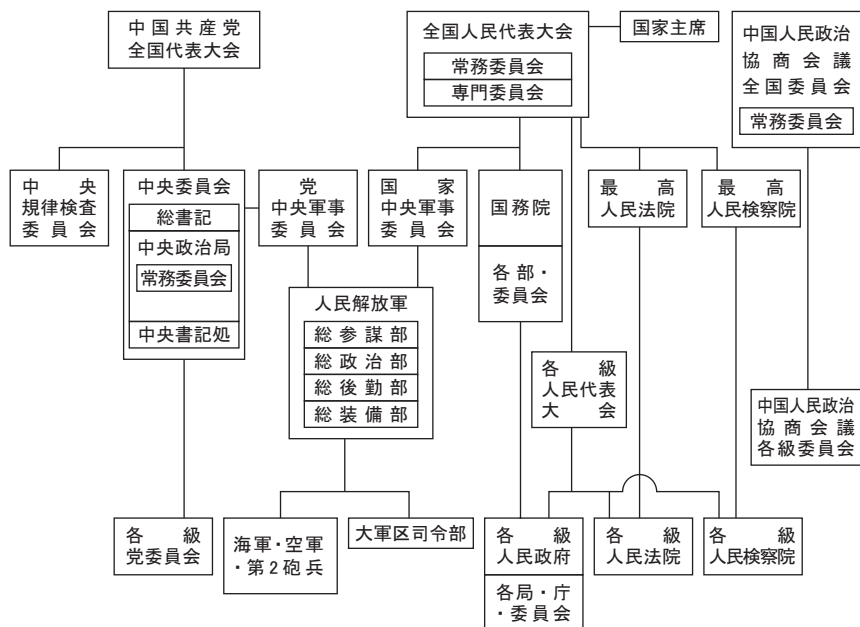 中国共産党
全国代表大会
全国人民代表大会
常務委員会
専門委員会
国家主席
中国人民政治
協商会議
全国委員会
常務委員会
中央
規律検査
委員会
中央委員会
総書記
中央政治局
常務委員会
中央書記処
党
中央軍事
委員会
国家
中央軍事
委員会
国務院
各部・
委員会
最高
人民法院
最高
人民検察院
人民解放軍
総参謀部
総政治部
総後勤部
総装備部
各級
人民代表
大会
中国人民政治
協商会議
各級委員会
各級
党委員会
海軍・空軍
・第2砲兵
大軍区司令部
各級
人民政府
各局・庁
・委員会
各級
人民法院
各級
人民検察院